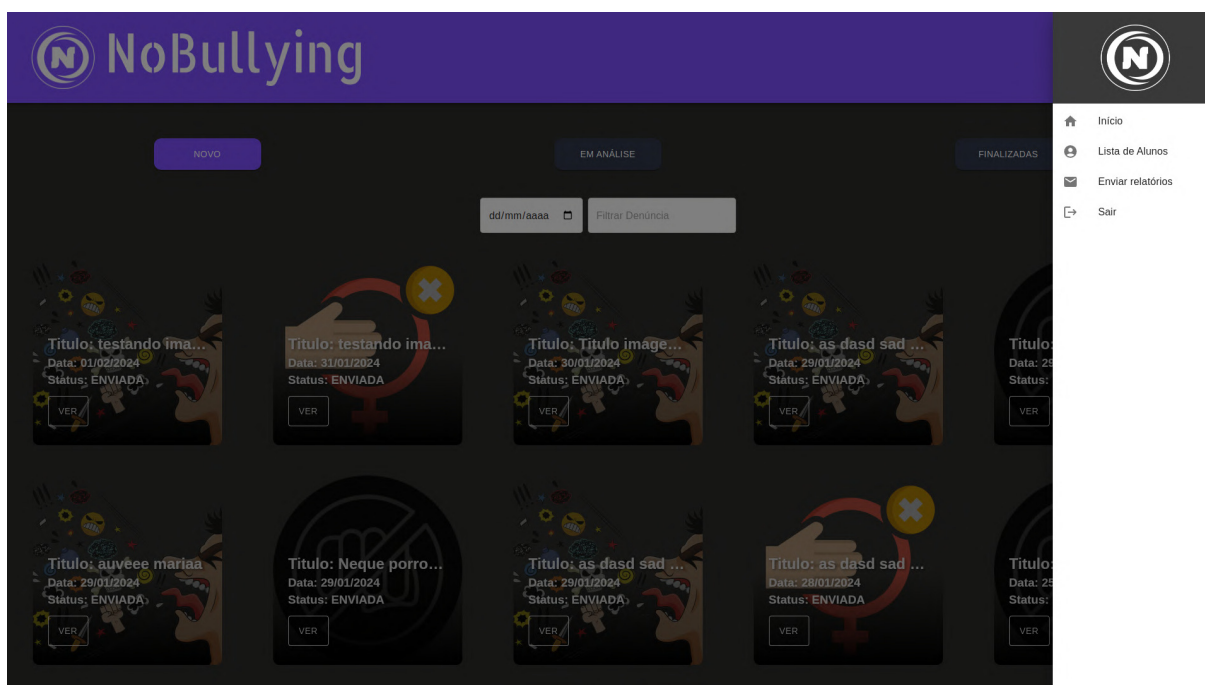 N NoBullying
N
Início
Lista de Alunos
Enviar relatórios
Sair
NOVO
EM ANÁLISE
FINALIZADAS
dd/mm/aaaa
Filtrar Denúncia
Titulo: testando ima...
Data: 01/02/2024
Status: ENVIADA
VER
Titulo: testando ima...
Data: 31/01/2024
Status: ENVIADA
VER
Titulo: Titulo image...
Data: 30/01/2024
Status: ENVIADA
VER
Titulo: as dasd sad ...
Data: 29/01/2024
Status: ENVIADA
VER
Titulo:
Data: 29
Status:
VER
Titulo: auveee mariaa
Data: 29/01/2024
Status: ENVIADA
VER
Titulo: Neque porro...
Data: 29/01/2024
Status: ENVIADA
VER
Titulo: as dasd sad ...
Data: 29/01/2024
Status: ENVIADA
VER
Titulo: as dasd sad ...
Data: 28/01/2024
Status: ENVIADA
VER
Titulo:
Data: 25
Status:
VER